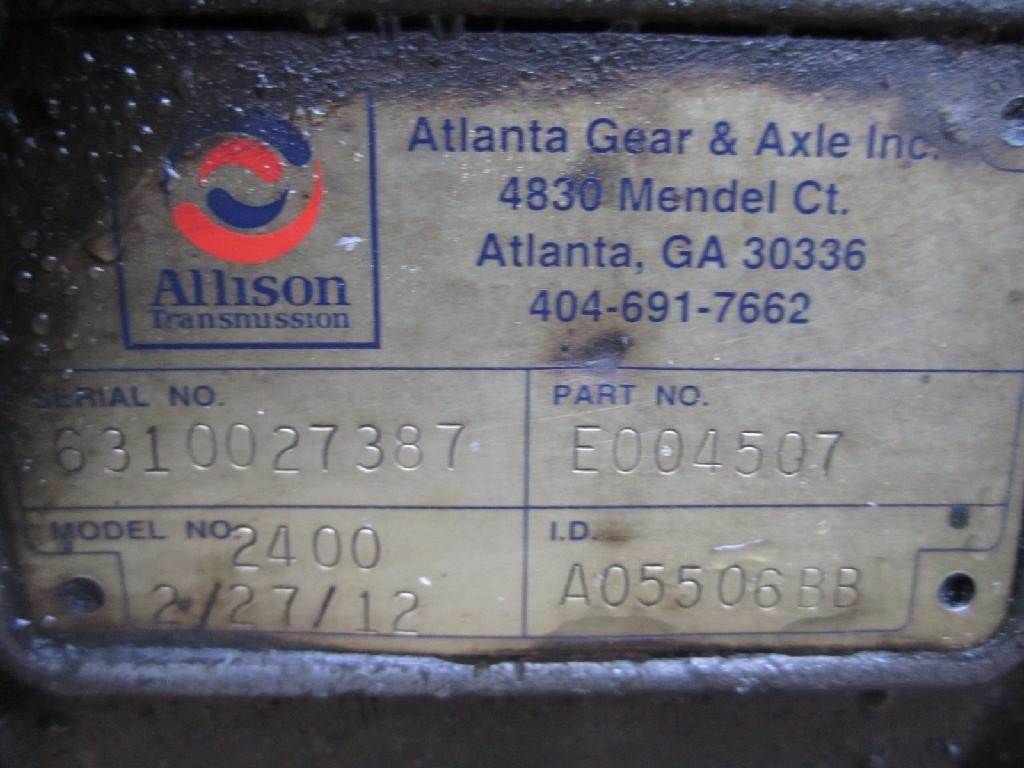 Allison
Transmission
Atlanta Gear & Axle Inc.
4830 Mendel Ct.
Atlanta, GA 30336
404-691-7662
SERIAL NO.
6310027387
PART NO.
E004507
MODEL NO.
2400
2/27/12
I.D.
A05506BB